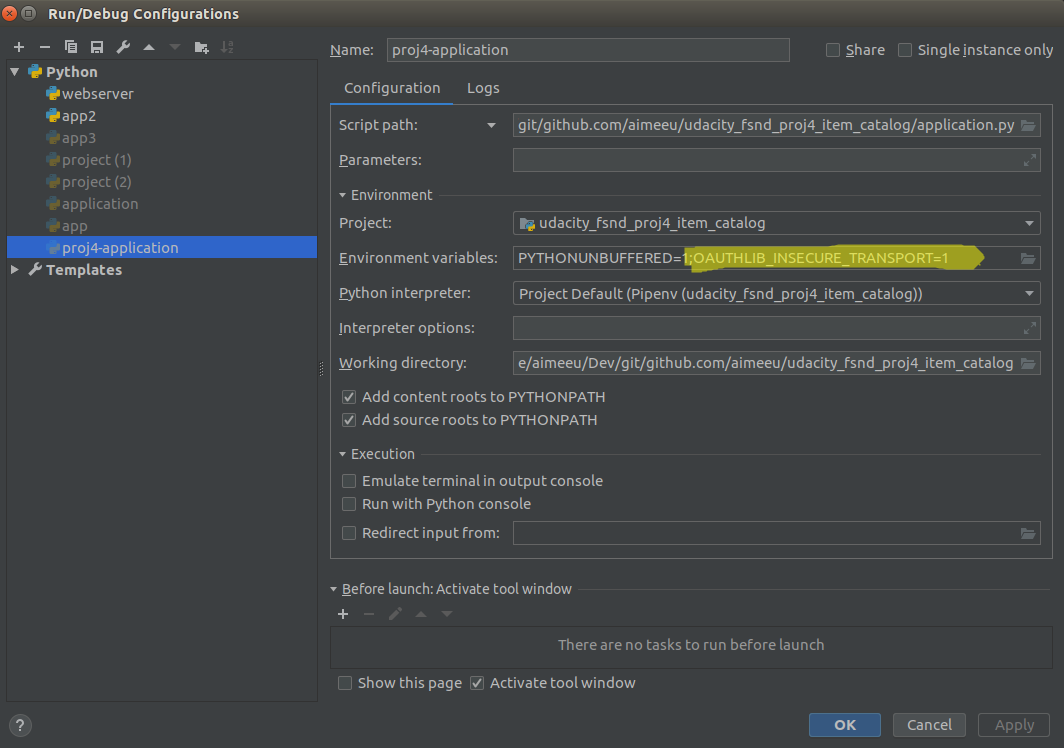 Run/Debug Configurations
Name: proj4-application
Share
Single instance only
Python
webserver
app2
app3
project (1)
project (2)
application
app
proj4-application
Templates
Configuration
Logs
Script path: git/github.com/aimeeu/udacity_fsnd_proj4_item_catalog/application.py
Parameters:
Environment
Project: udacity_fsnd_proj4_item_catalog
Environment variables: PYTHONUNBUFFERED=1;OAUTHLIB_INSECURE_TRANSPORT=1
Python interpreter: Project Default (Pipenv (udacity_fsnd_proj4_item_catalog))
Interpreter options:
Working directory: e/aimeeu/Dev/git/github.com/aimeeu/udacity_fsnd_proj4_item_catalog
Add content roots to PYTHONPATH
Add source roots to PYTHONPATH
Execution
Emulate terminal in output console
Run with Python console
Redirect input from:
Before launch: Activate tool window
There are no tasks to run before launch
Show this page
Activate tool window
?
OK
Cancel
Apply